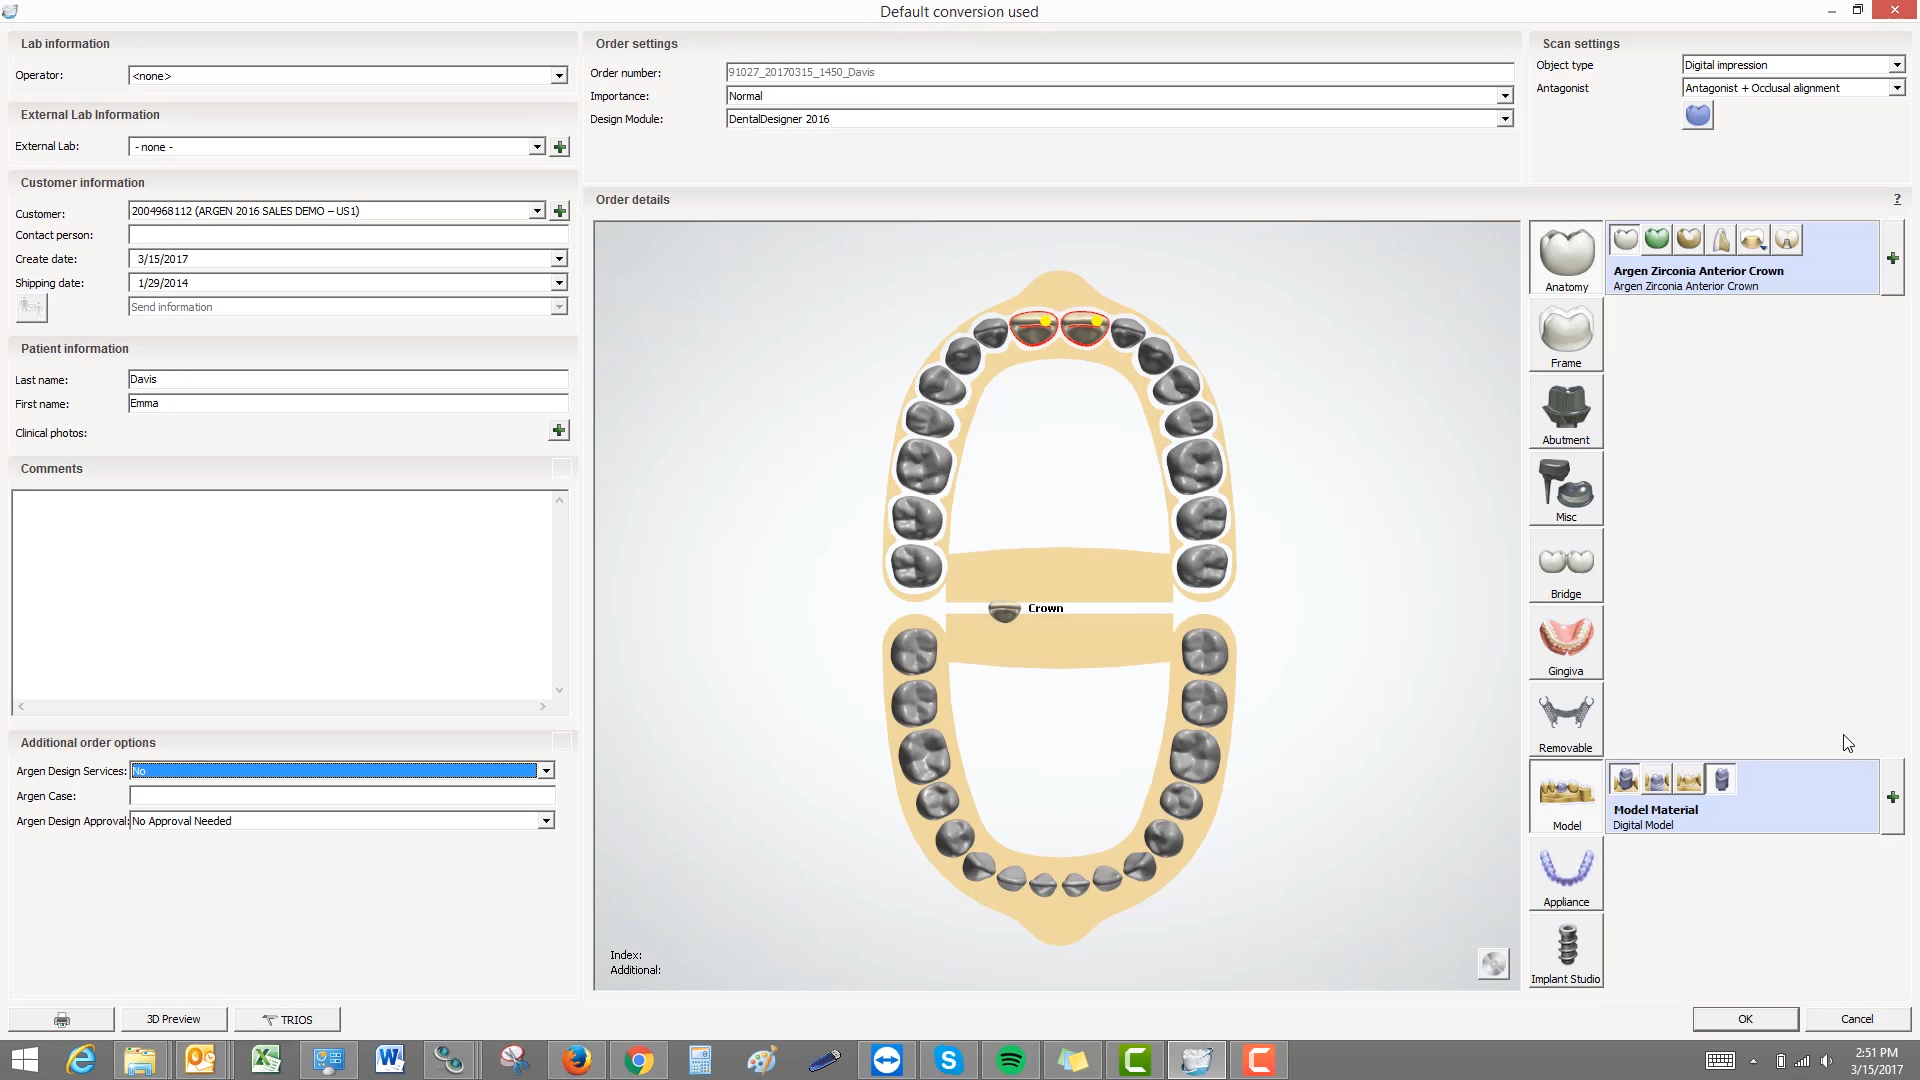 Default conversion used
Lab information
Operator: <none>
External Lab Information
External Lab: - none -
Customer information
Customer: 2004968112 (ARGEN 2016 SALES DEMO – US1)
Contact person:
Create date: 3/15/2017
Shipping date: 1/29/2014
Send information
Patient information
Last name: Davis
First name: Emma
Clinical photos:
Comments
Additional order options
Argen Design Services: No
Argen Case:
Argen Design Approval: No Approval Needed
3D Preview
TRIOS
Order settings
Order number: 91027_20170315_1450_Davis
Importance: Normal
Design Module: DentalDesigner 2016
Order details
?
Crown
Index:
Additional:
Scan settings
Object type Digital impression
Antagonist Antagonist + Occlusal alignment
Anatomy
Argen Zirconia Anterior Crown
Argen Zirconia Anterior Crown
Frame
Abutment
Misc
Bridge
Gingiva
Removable
Model
Model Material
Digital Model
Appliance
Implant Studio
OK
Cancel
2:51 PM
3/15/2017